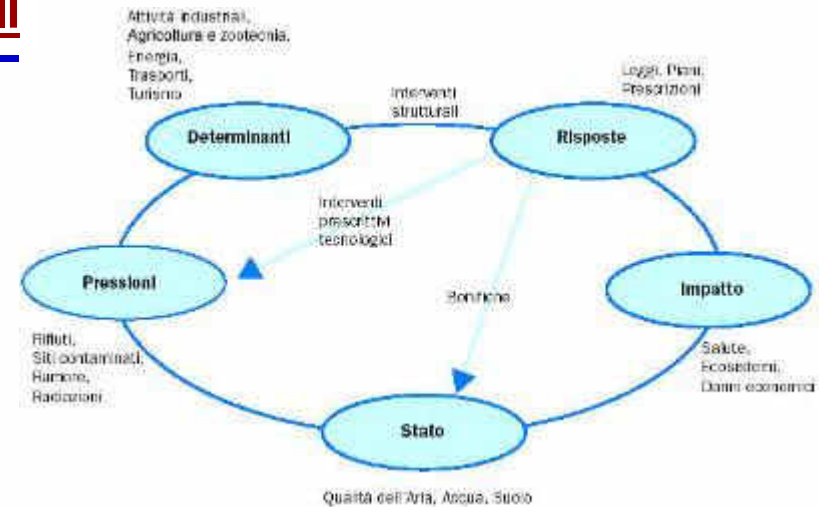 Attività industriali,
Agricoltura e zootecnia,
Energia,
Trasporti,
Turismo
Interventi
strutturali
Leggi, Piani,
Prescrizioni
Determinanti
Risposte
Interventi
prescrittivi
tecnologici
Pressioni
Bonifiche
Impatto
Rifiuti,
Siti contaminati,
Rumore,
Radiazioni
Salute,
Ecosistemi,
Danni economici
Stato
Qualità dell'Aria, Acqua, Suolo